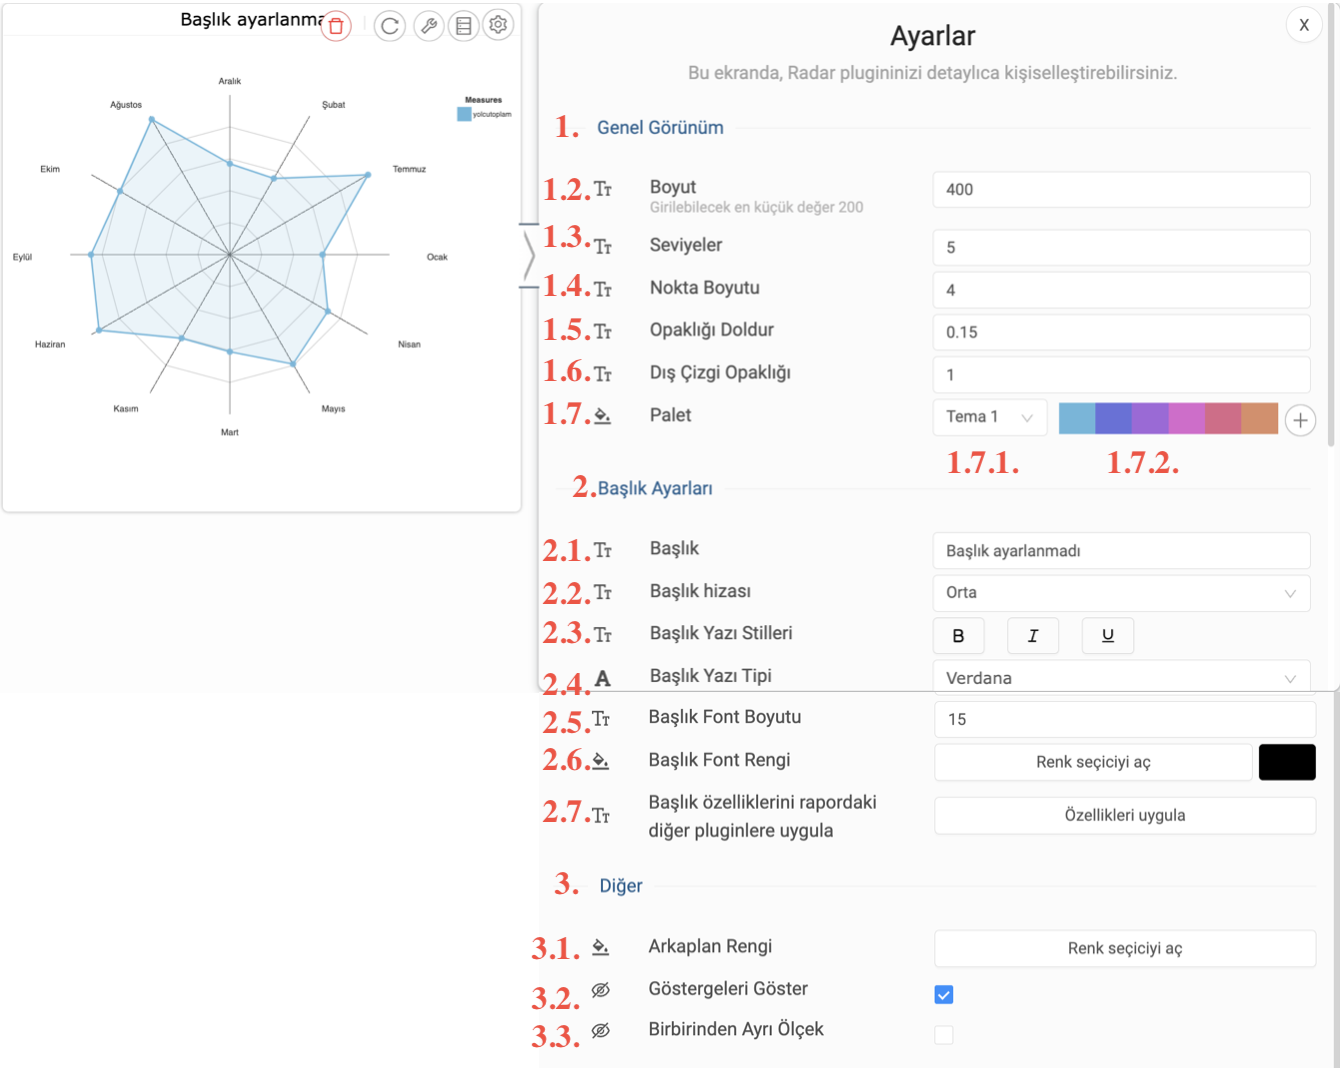 Başlık ayarlanma
Measures
yolcutoplam
Aralık
Şubat
Temmuz
Ocak
Nisan
Mayıs
Mart
Kasım
Haziran
Eylül
Ekim
Ağustos
X
Ayarlar
Bu ekranda, Radar plugininizi detaylıca kişiselleştirebilirsiniz.
1. Genel Görünüm
1.2. Tт Boyut 400
Girilebilecek en küçük değer 200
1.3. Tт Seviyeler 5
1.4. Tт Nokta Boyutu 4
1.5. Tт Opaklığı Doldur 0.15
1.6. Tт Dış Çizgi Opaklığı 1
1.7. Palet Tema 1
1.7.1. 1.7.2.
2. Başlık Ayarları
2.1. Tт Başlık Başlık ayarlanmadı
2.2. Tт Başlık hizası Orta
2.3. Tт Başlık Yazı Stilleri B I U
2.4. A Başlık Yazı Tipi Verdana
2.5. Tт Başlık Font Boyutu 15
2.6. Başlık Font Rengi Renk seçiciyi aç
2.7. Tт Başlık özelliklerini rapordaki
diğer pluginlere uygula Özellikleri uygula
3. Diğer
3.1. Arkaplan Rengi Renk seçiciyi aç
3.2. Göstergeleri Göster
3.3. Birbirinden Ayrı Ölçek